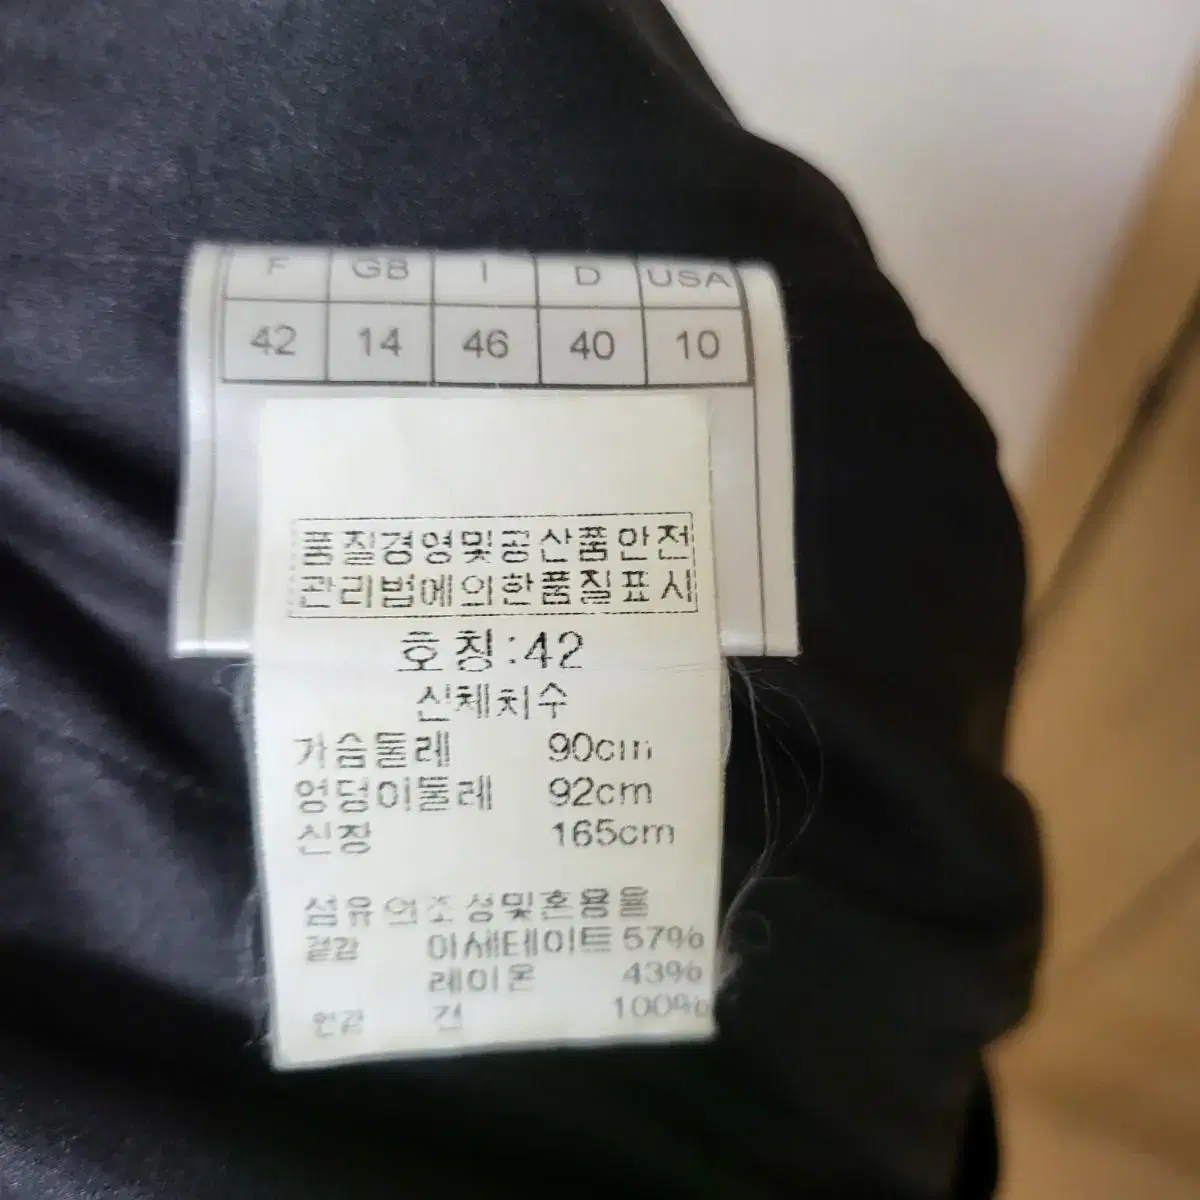 F GB I D USA
42 14 46 40 10
품질경영및공산품안전
관리법에의한품질표시
호칭:42
신체치수
가슴둘레 90cm
엉덩이둘레 92cm
신장 165cm
섬유의조성및혼용율
겉감 아세테이트 57%
레이온 43%
안감 견 100%